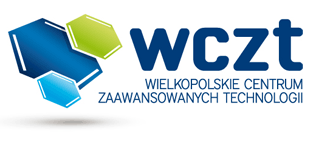 wczt
WIELKOPOLSKIE CENTRUM
ZAAWANSOWANYCH TECHNOLOGII